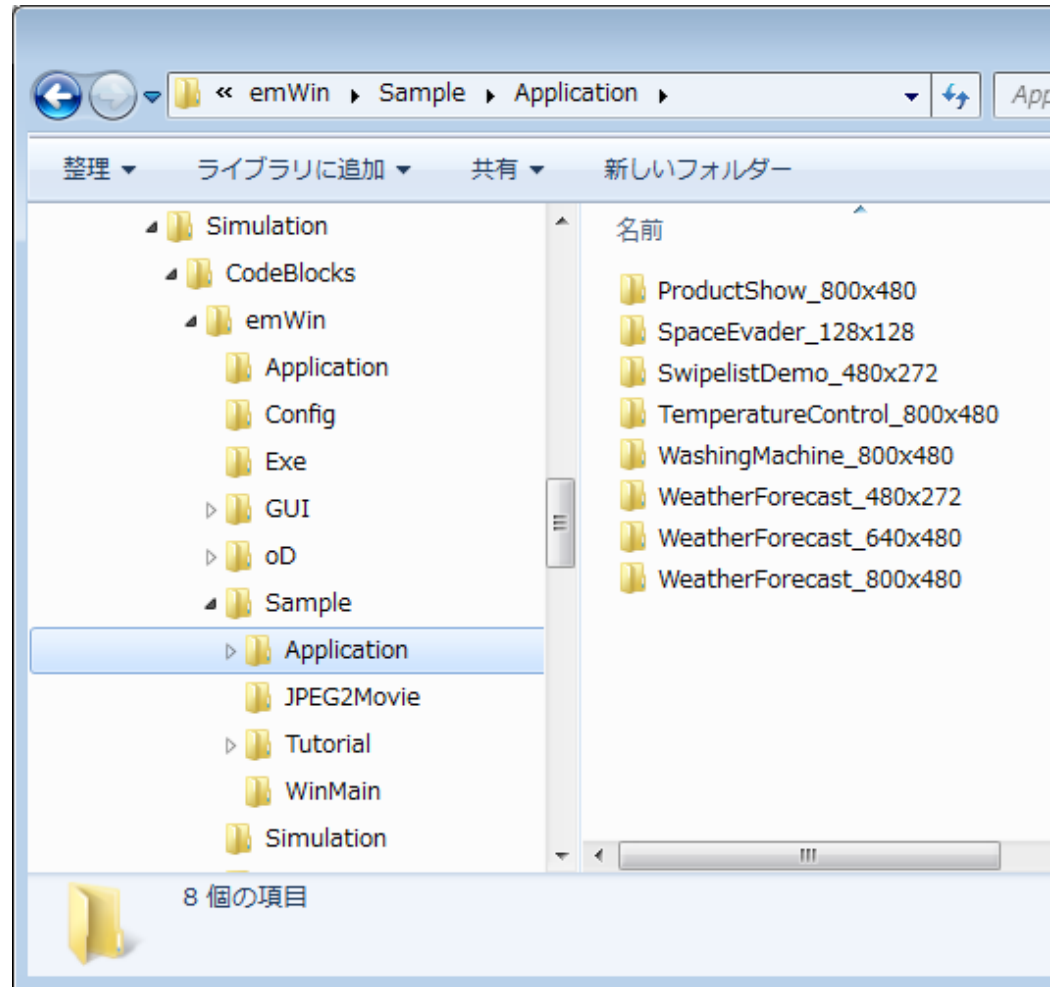 « emWin Sample Application App
整理 ライブラリに追加 共有 新しいフォルダー
Simulation
CodeBlocks
emWin
Application
Config
Exe
GUI
oD
Sample
Application
JPEG2Movie
Tutorial
WinMain
Simulation
名前
ProductShow_800x480
SpaceEvader_128x128
SwipelistDemo_480x272
TemperatureControl_800x480
WashingMachine_800x480
WeatherForecast_480x272
WeatherForecast_640x480
WeatherForecast_800x480
8 個の項目